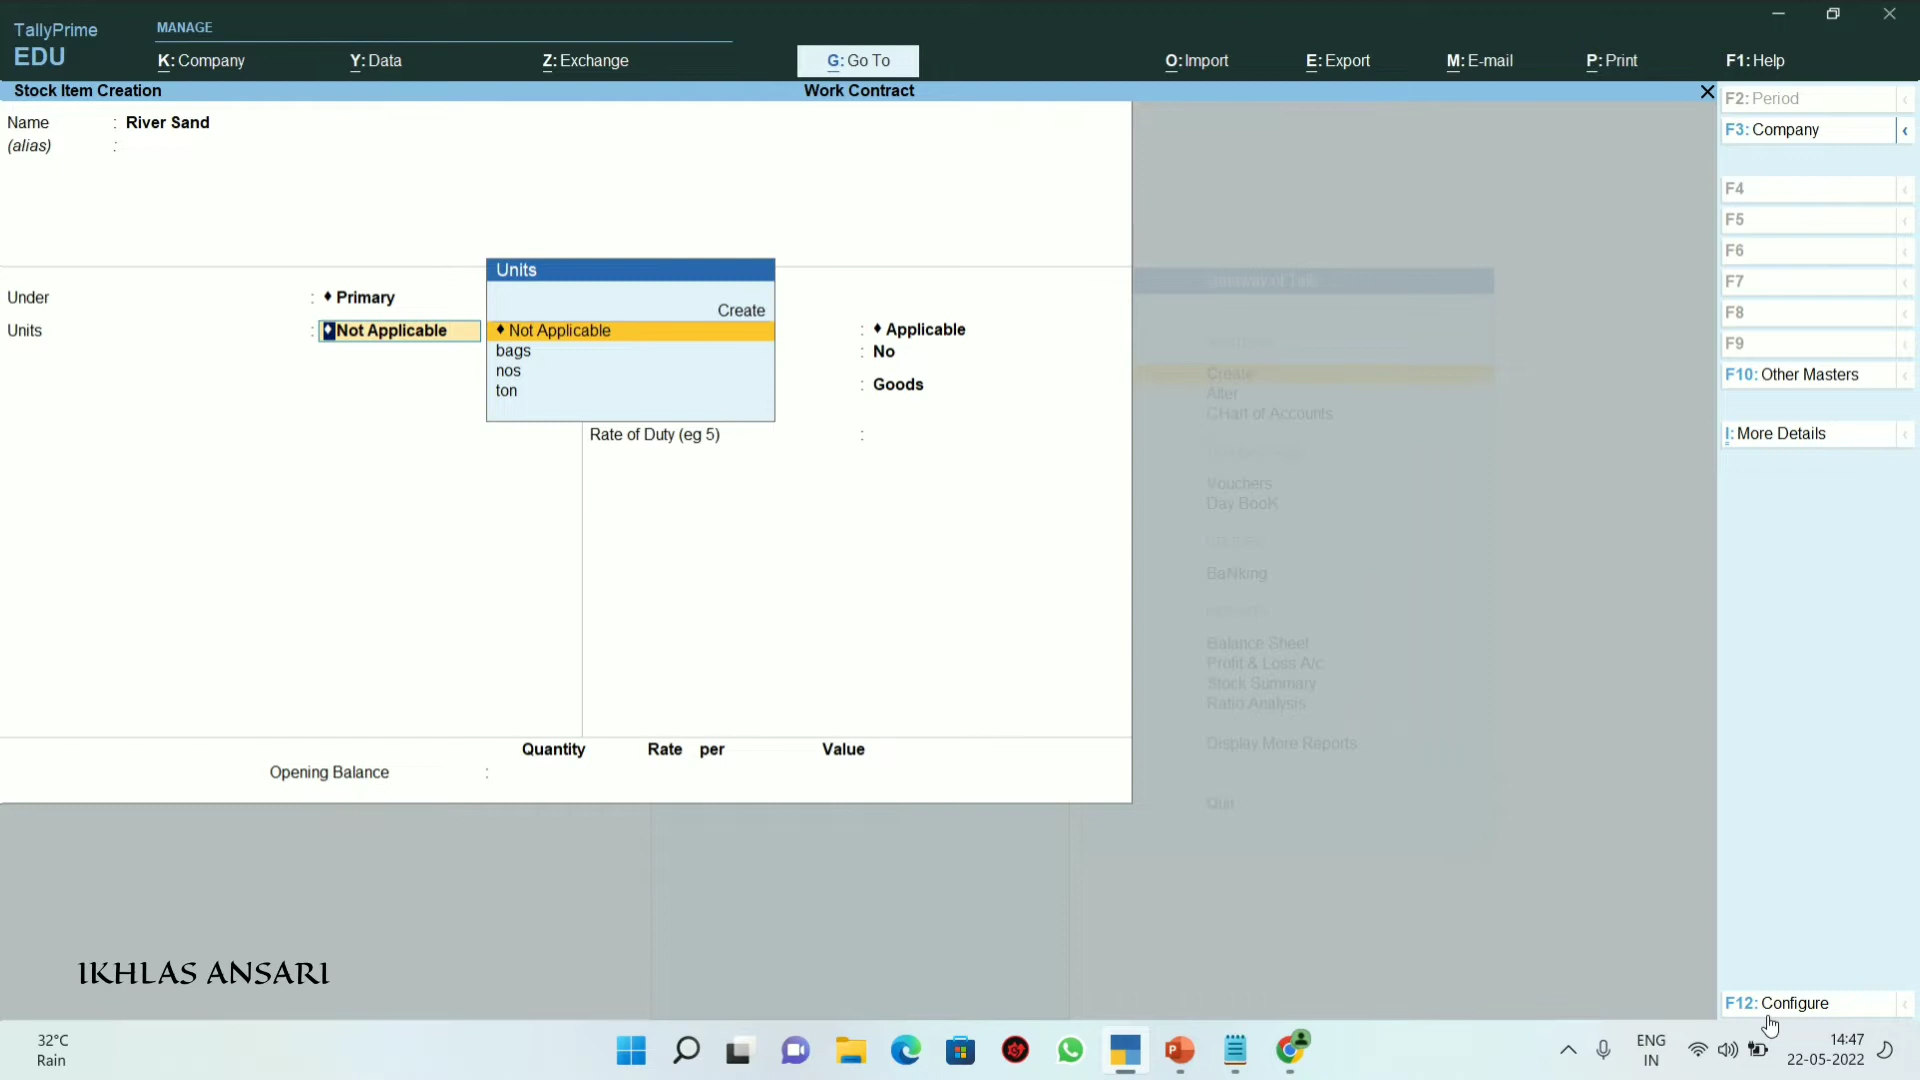 TallyPrime
EDU
MANAGE
K: Company
Y: Data
Z: Exchange
G: Go To
O: Import
E: Export
M: E-mail
P: Print
F1: Help
Stock Item Creation
Work Contract
Name : River Sand
(alias) :
Under : ♦ Primary
Units : ♦ Not Applicable
Units
Create
♦ Not Applicable
bags
nos
ton
: ♦ Applicable
: No
: Goods
Rate of Duty (eg 5) :
Quantity Rate per Value
Opening Balance :
Gateway of Tally
Create
Alter
CHart of Accounts
Vouchers
Day BooK
BaNking
Balance Sheet
Profit & Loss A/c
Stock Summary
Ratio Analysis
Display More Reports
Quit
F2: Period
F3: Company
F4
F5
F6
F7
F8
F9
F10: Other Masters
I: More Details
F12: Configure
IKHLAS ANSARI
32°C
Rain
ENG
IN
14:47
22-05-2022